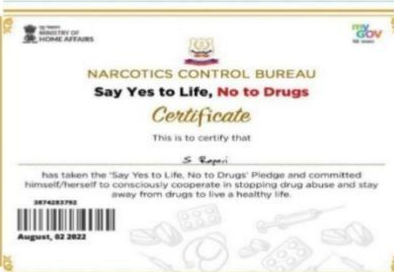 MINISTRY OF
HOME AFFAIRS
my
GOV
NARCOTICS CONTROL BUREAU
Say Yes to Life, No to Drugs
Certificate
This is to certify that
S
has taken the 'Say Yes to Life, No to Drugs' Pledge and committed
himself/herself to consciously cooperate in stopping drug abuse and stay
away from drugs to live a healthy life.
3874283792
August, 02 2022